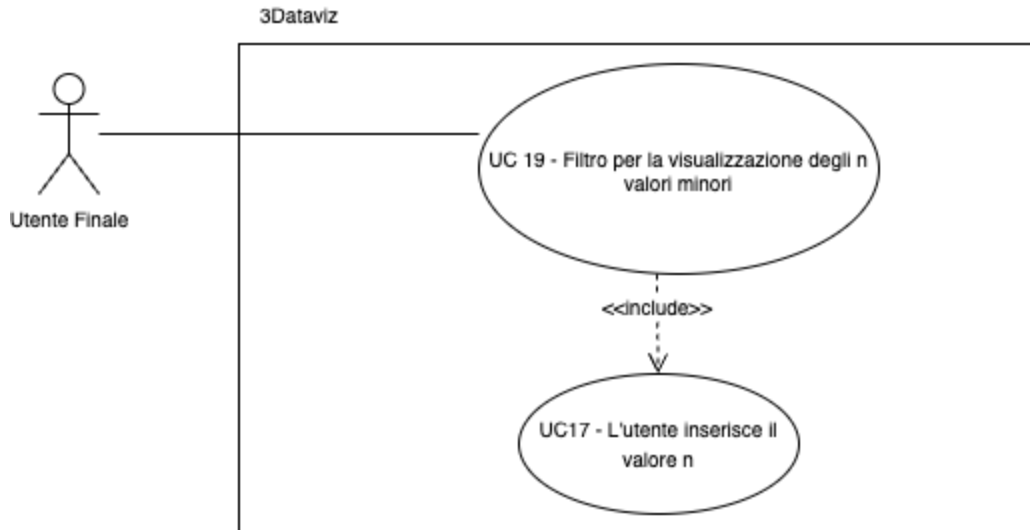 3Dataviz
UC 19 - Filtro per la visualizzazione degli n
valori minori
Utente Finale
<<include>>
UC17 - L'utente inserisce il
valore n